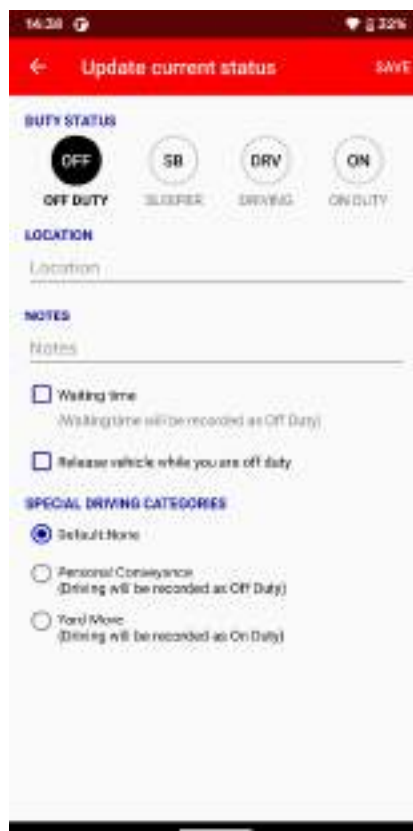 14:38 32%
Update current status SAVE
DUTY STATUS
OFF SB DRV ON
OFF DUTY SLEEPER DRIVING ON DUTY
LOCATION
Location
NOTES
Notes
Waiting time
(Waiting time will be recorded as Off Duty)
Release vehicle while you are off duty
SPECIAL DRIVING CATEGORIES
Default None
Personal Conveyance
(Driving will be recorded as Off Duty)
Yard Move
(Driving will be recorded as On Duty)